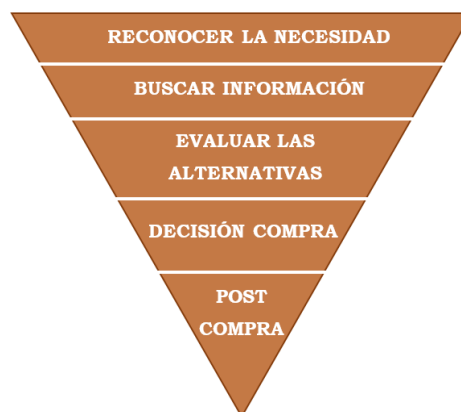 RECONOCER LA NECESIDAD
BUSCAR INFORMACIÓN
EVALUAR LAS
ALTERNATIVAS
DECISIÓN COMPRA
POST
COMPRA